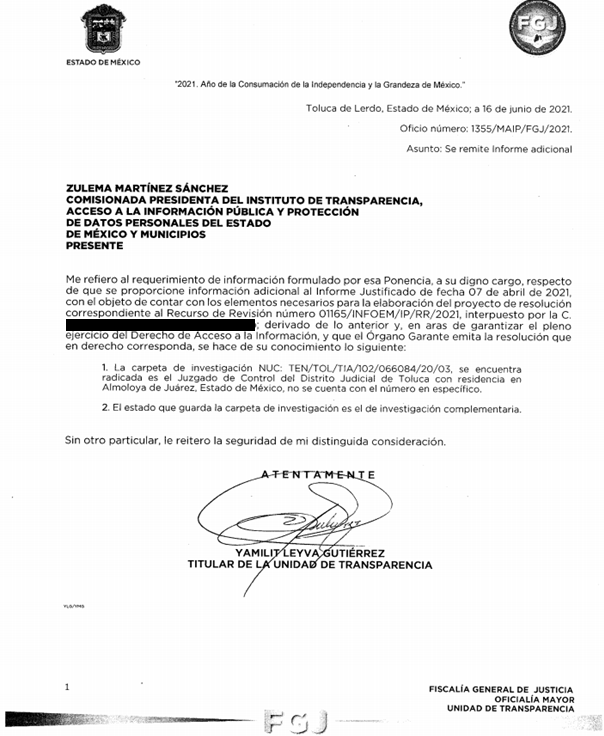 FGJ
ESTADO DE MÉXICO
"2021. Año de la Consumación de la Independencia y la Grandeza de México."
Toluca de Lerdo, Estado de México; a 16 de junio de 2021.
Oficio número: 1355/MAIP/FGJ/2021.
Asunto: Se remite Informe adicional
ZULEMA MARTÍNEZ SÁNCHEZ
COMISIONADA PRESIDENTA DEL INSTITUTO DE TRANSPARENCIA,
ACCESO A LA INFORMACIÓN PÚBLICA Y PROTECCIÓN
DE DATOS PERSONALES DEL ESTADO
DE MÉXICO Y MUNICIPIOS
PRESENTE
Me refiero al requerimiento de información formulado por esa Ponencia, a su digno cargo, respecto
de que se proporcione información adicional al Informe Justificado de fecha 07 de abril de 2021,
con el objeto de contar con los elementos necesarios para la elaboración del proyecto de resolución
correspondiente al Recurso de Revisión número 01165/INFOEM/IP/RR/2021, interpuesto por la C.
; derivado de lo anterior y, en aras de garantizar el pleno
ejercicio del Derecho de Acceso a la Información, y que el Órgano Garante emita la resolución que
en derecho corresponda, se hace de su conocimiento lo siguiente:
1. La carpeta de investigación NUC: TEN/TOL/TIA/102/066084/20/03, se encuentra
radicada es el Juzgado de Control del Distrito Judicial de Toluca con residencia en
Almoloya de Juárez, Estado de México, no se cuenta con el número en específico.
2. El estado que guarda la carpeta de investigación es el de investigación complementaria.
Sin otro particular, le reitero la seguridad de mi distinguida consideración.
ATENTAMENTE
YAMILIT LEYVA GUTIÉRREZ
TITULAR DE LA UNIDAD DE TRANSPARENCIA
1
FISCALÍA GENERAL DE JUSTICIA
OFICIALÍA MAYOR
UNIDAD DE TRANSPARENCIA
FGJ